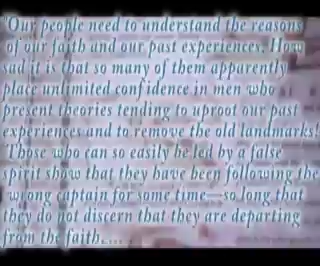 "Our people need to understand the reasons
of our faith and our past experiences. How
sad it is that so many of them apparently
place unlimited confidence in men who
present theories tending to uproot our past
experiences and to remove the old landmarks!
Those who can so easily be led by a false
spirit show that they have been following the
wrong captain for some time—so long that
they do not discern that they are departing
from the faith.....